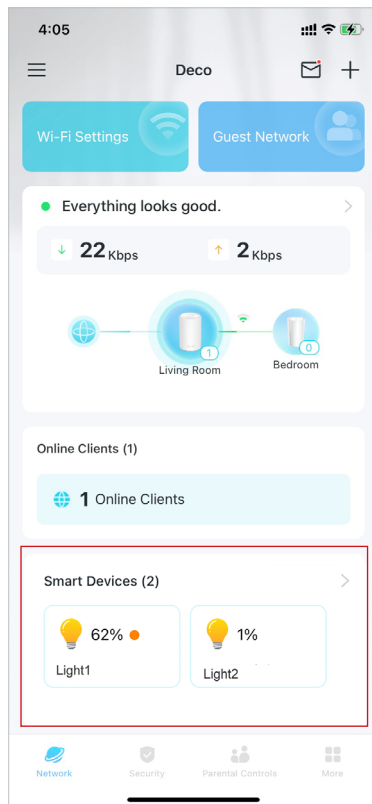 4:05
Deco
Wi-Fi Settings
Guest Network
Everything looks good.
22 Kbps
2 Kbps
1
0
Living Room
Bedroom
Online Clients (1)
1 Online Clients
Smart Devices (2)
62%
1%
Light1
Light2
Network
Security
Parental Controls
More